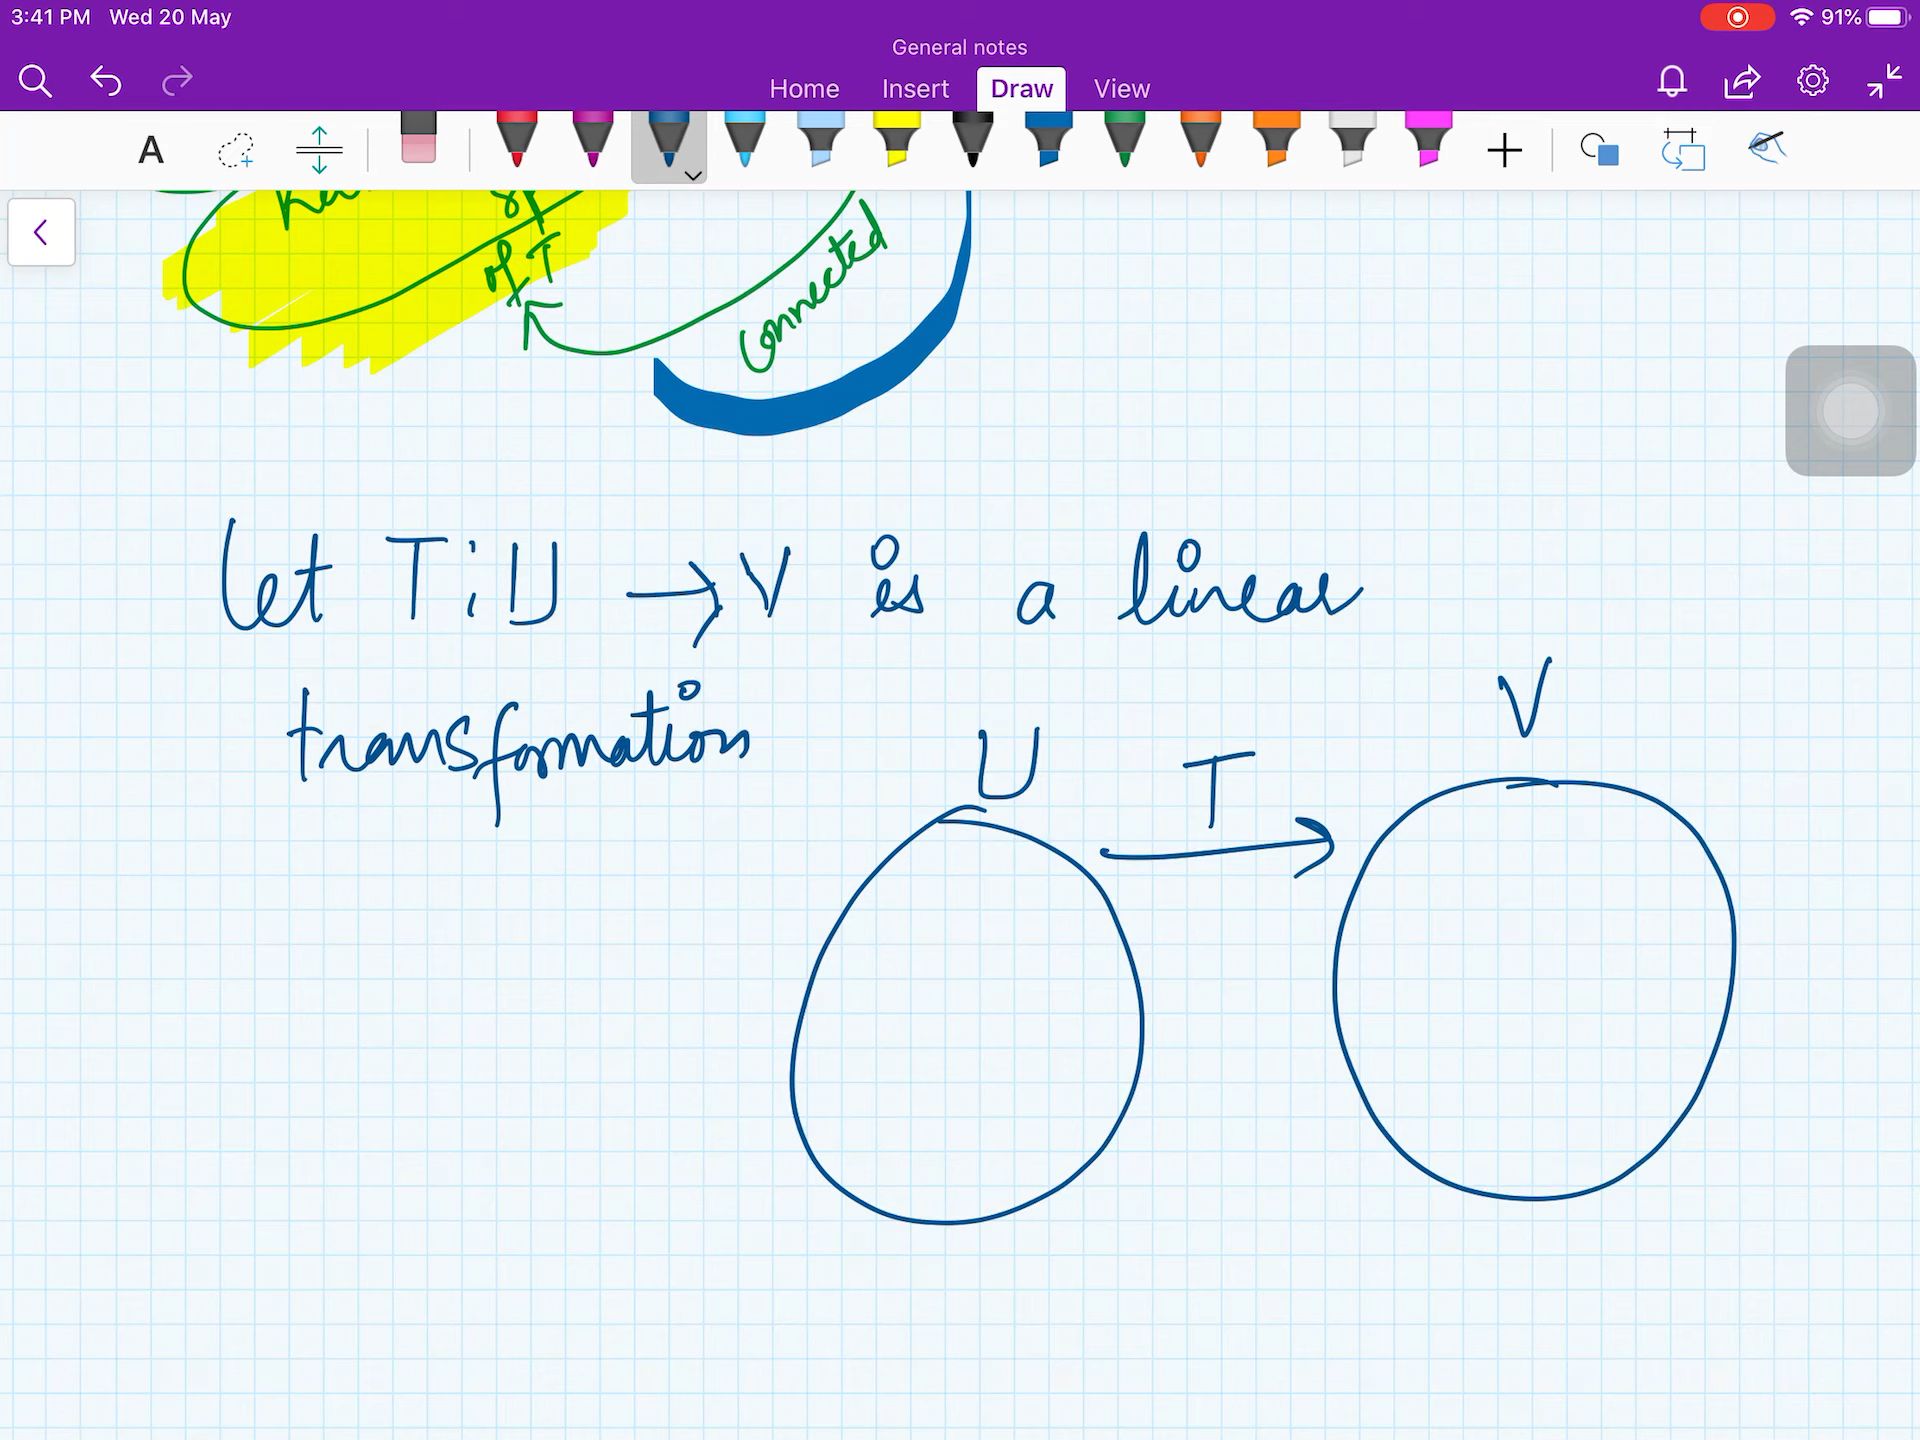 3:41 PM Wed 20 May
91%
General notes
Home Insert Draw View
A
of T
Connected
Let T : U → V is a linear
transformation
U T V